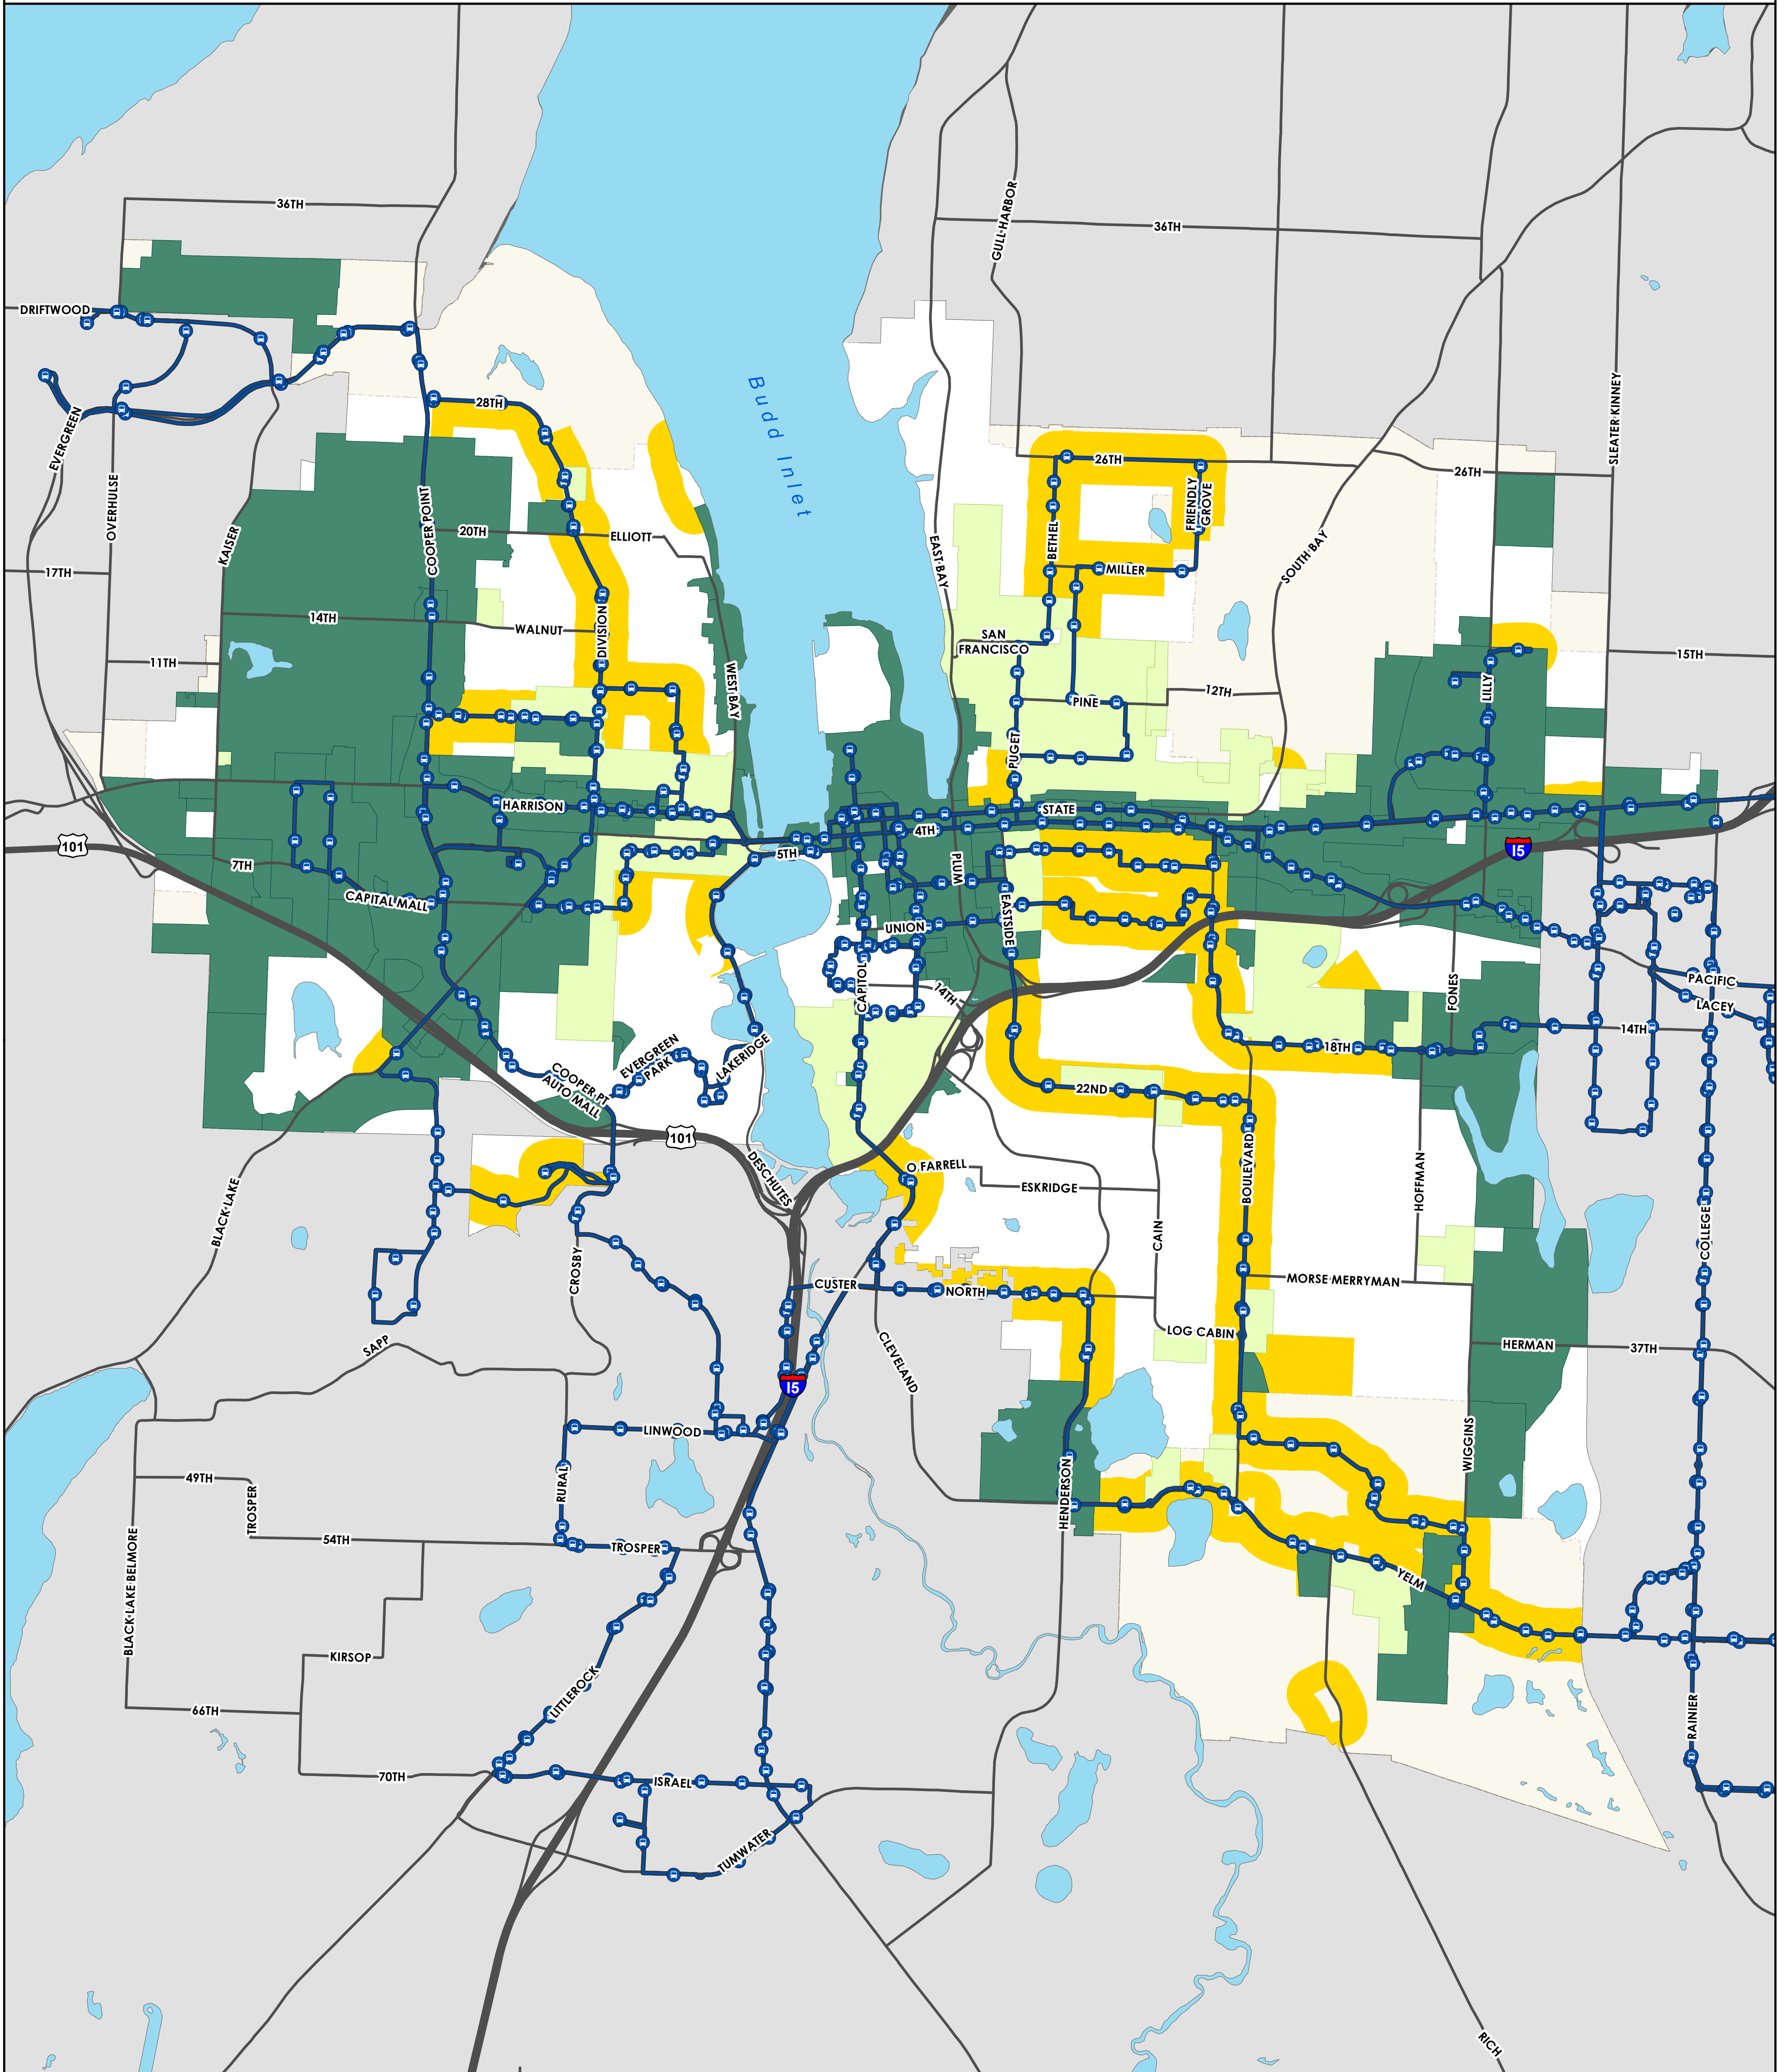 36TH
GULL HARBOR
36TH
DRIFTWOOD
Budd Inlet
28TH
SLEATER KINNEY
EVERGREEN
26TH
26TH
OVERHULSE
KAISER
COOPER POINT
20TH
ELLIOTT
EAST BAY
BETHEL
FRIENDLY
GROVE
SOUTH BAY
17TH
MILLER
14TH
WALNUT
DIVISION
SAN
FRANCISCO
11TH
15TH
WEST BAY
12TH
LILLY
PINE
PUGET
HARRISON
STATE
4TH
101
5TH
I5
7TH
PLUM
CAPITAL MALL
EASTSIDE
UNION
CAPITOL
14TH
FONES
PACIFIC
LACEY
14TH
EVERGREEN
PARK
LAKERIDGE
18TH
COOPER PT
AUTO MALL
22ND
101
BOULEVARD
DESCHUTES
O FARRELL
ESKRIDGE
HOFFMAN
BLACK LAKE
CAIN
COLLEGE
CROSBY
CUSTER
NORTH
MORSE MERRYMAN
LOG CABIN
SAPP
CLEVELAND
HERMAN
37TH
I5
LINWOOD
WIGGINS
49TH
TROSPER
RURAL
HENDERSON
54TH
TROSPER
BLACK LAKE BELMORE
YELM
KIRSOP
LITTLEROCK
66TH
RAINIER
70TH
ISRAEL
TUMWATER
RICH